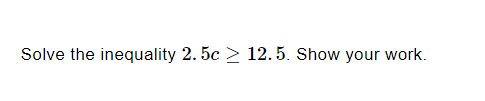 Solve the inequality 2. 5c ≥ 12. 5. Show your work.